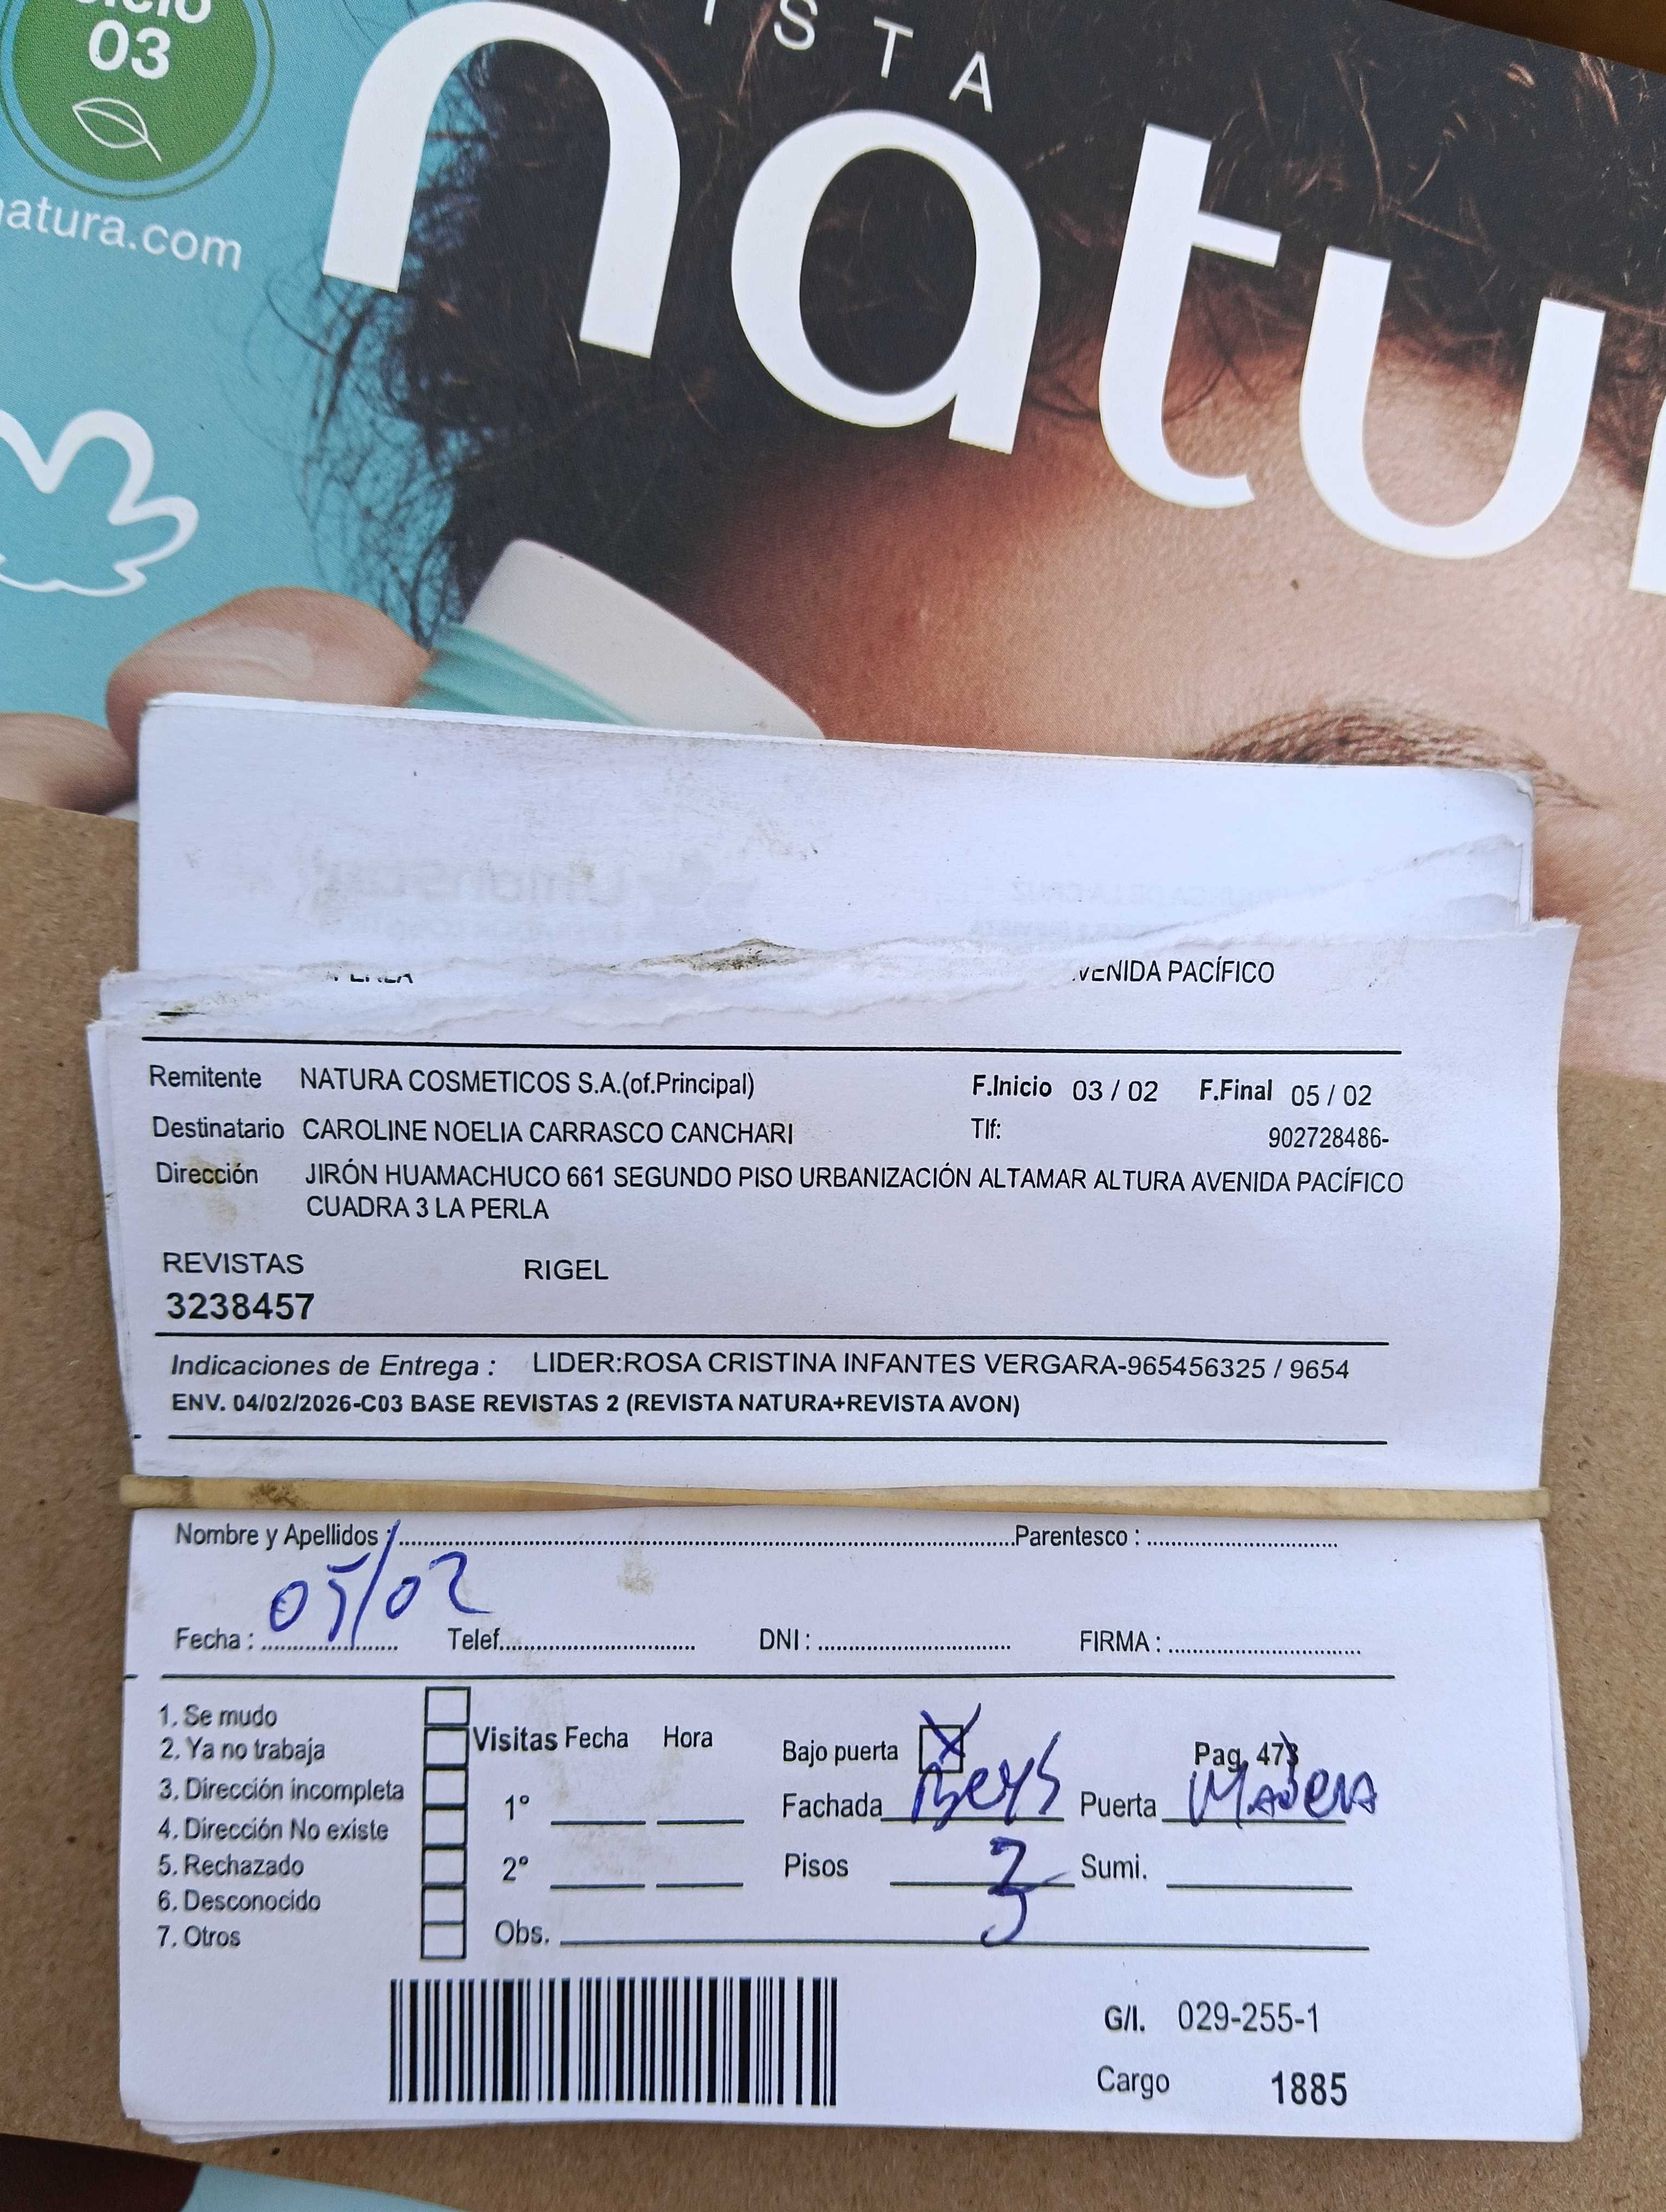 03
ISTA
natu
natura.com
VENIDA PACÍFICO
Remitente NATURA COSMETICOS S.A.(of.Principal) F.Inicio 03 / 02 F.Final 05 / 02
Destinatario CAROLINE NOELIA CARRASCO CANCHARI Tlf: 902728486-
Dirección JIRÓN HUAMACHUCO 661 SEGUNDO PISO URBANIZACIÓN ALTAMAR ALTURA AVENIDA PACÍFICO
CUADRA 3 LA PERLA
REVISTAS RIGEL
3238457
Indicaciones de Entrega : LIDER:ROSA CRISTINA INFANTES VERGARA-965456325 / 9654
ENV. 04/02/2026-C03 BASE REVISTAS 2 (REVISTA NATURA+REVISTA AVON)
Nombre y Apellidos : Parentesco :
Fecha : 05/02 Telef. DNI : FIRMA :
1. Se mudo
2. Ya no trabaja
3. Dirección incompleta
4. Dirección No existe
5. Rechazado
6. Desconocido
7. Otros
Visitas Fecha Hora
1°
2°
Obs.
Bajo puerta X Pag. 473
Fachada Puerta Madera
Pisos Sumi.
G/I. 029-255-1
Cargo 1885